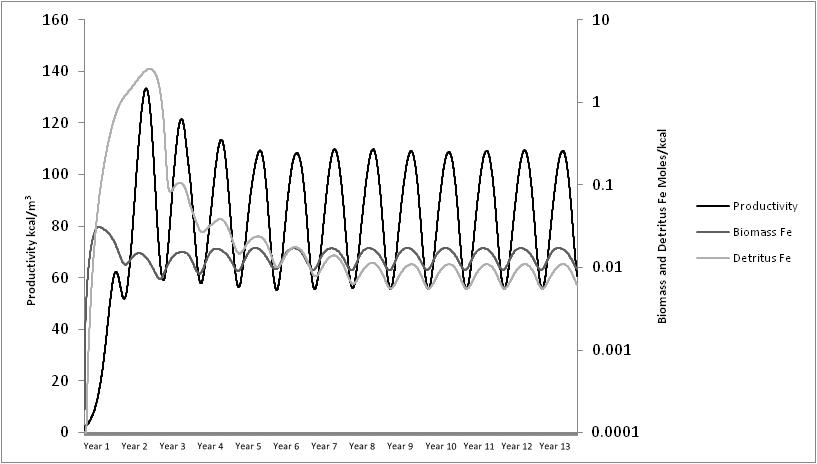 160
140
120
100
80
60
40
20
0
Productivity kcal/m³
10
1
0.1
0.01
0.001
0.0001
Biomass and Detritus Fe Moles/kcal
Productivity
Biomass Fe
Detritus Fe
Year 1 Year 2 Year 3 Year 4 Year 5 Year 6 Year 7 Year 8 Year 9 Year 10 Year 11 Year 12 Year 13